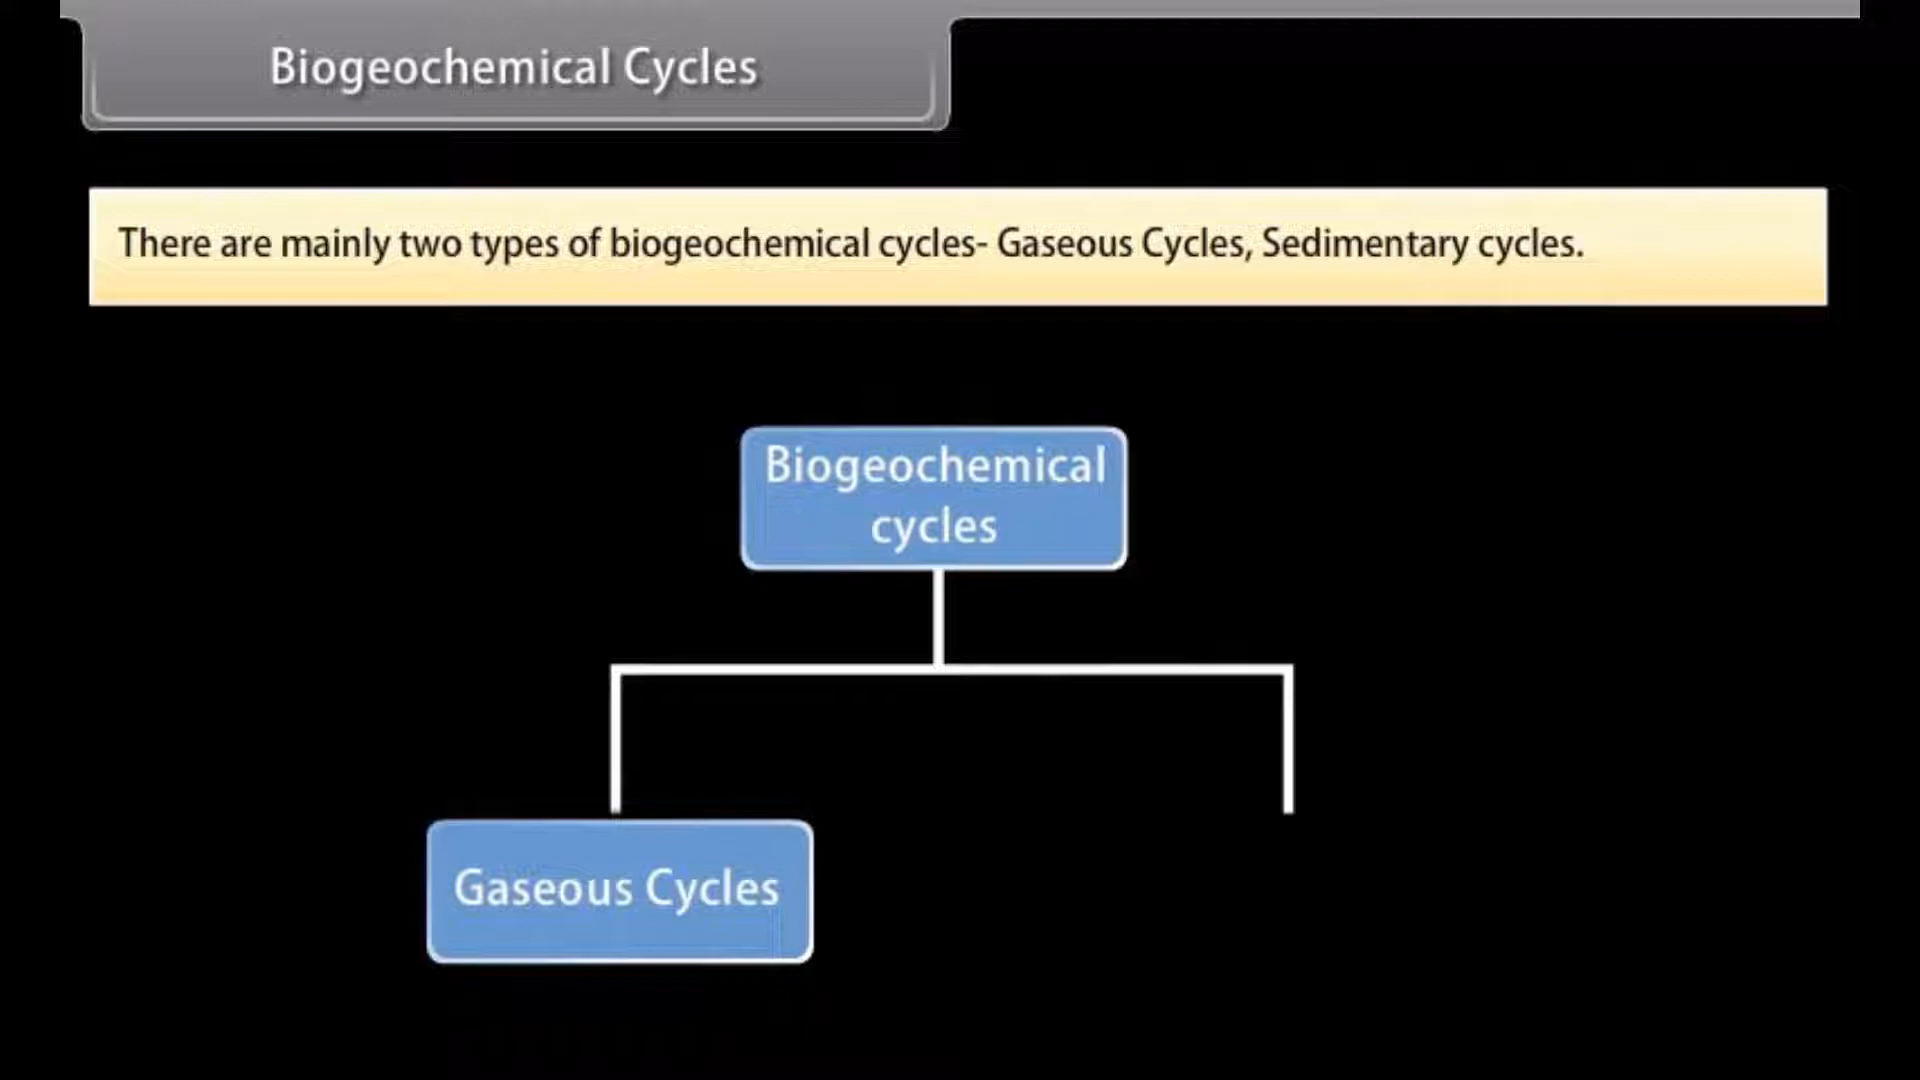 Biogeochemical Cycles
There are mainly two types of biogeochemical cycles- Gaseous Cycles, Sedimentary cycles.
Biogeochemical
cycles
Gaseous Cycles